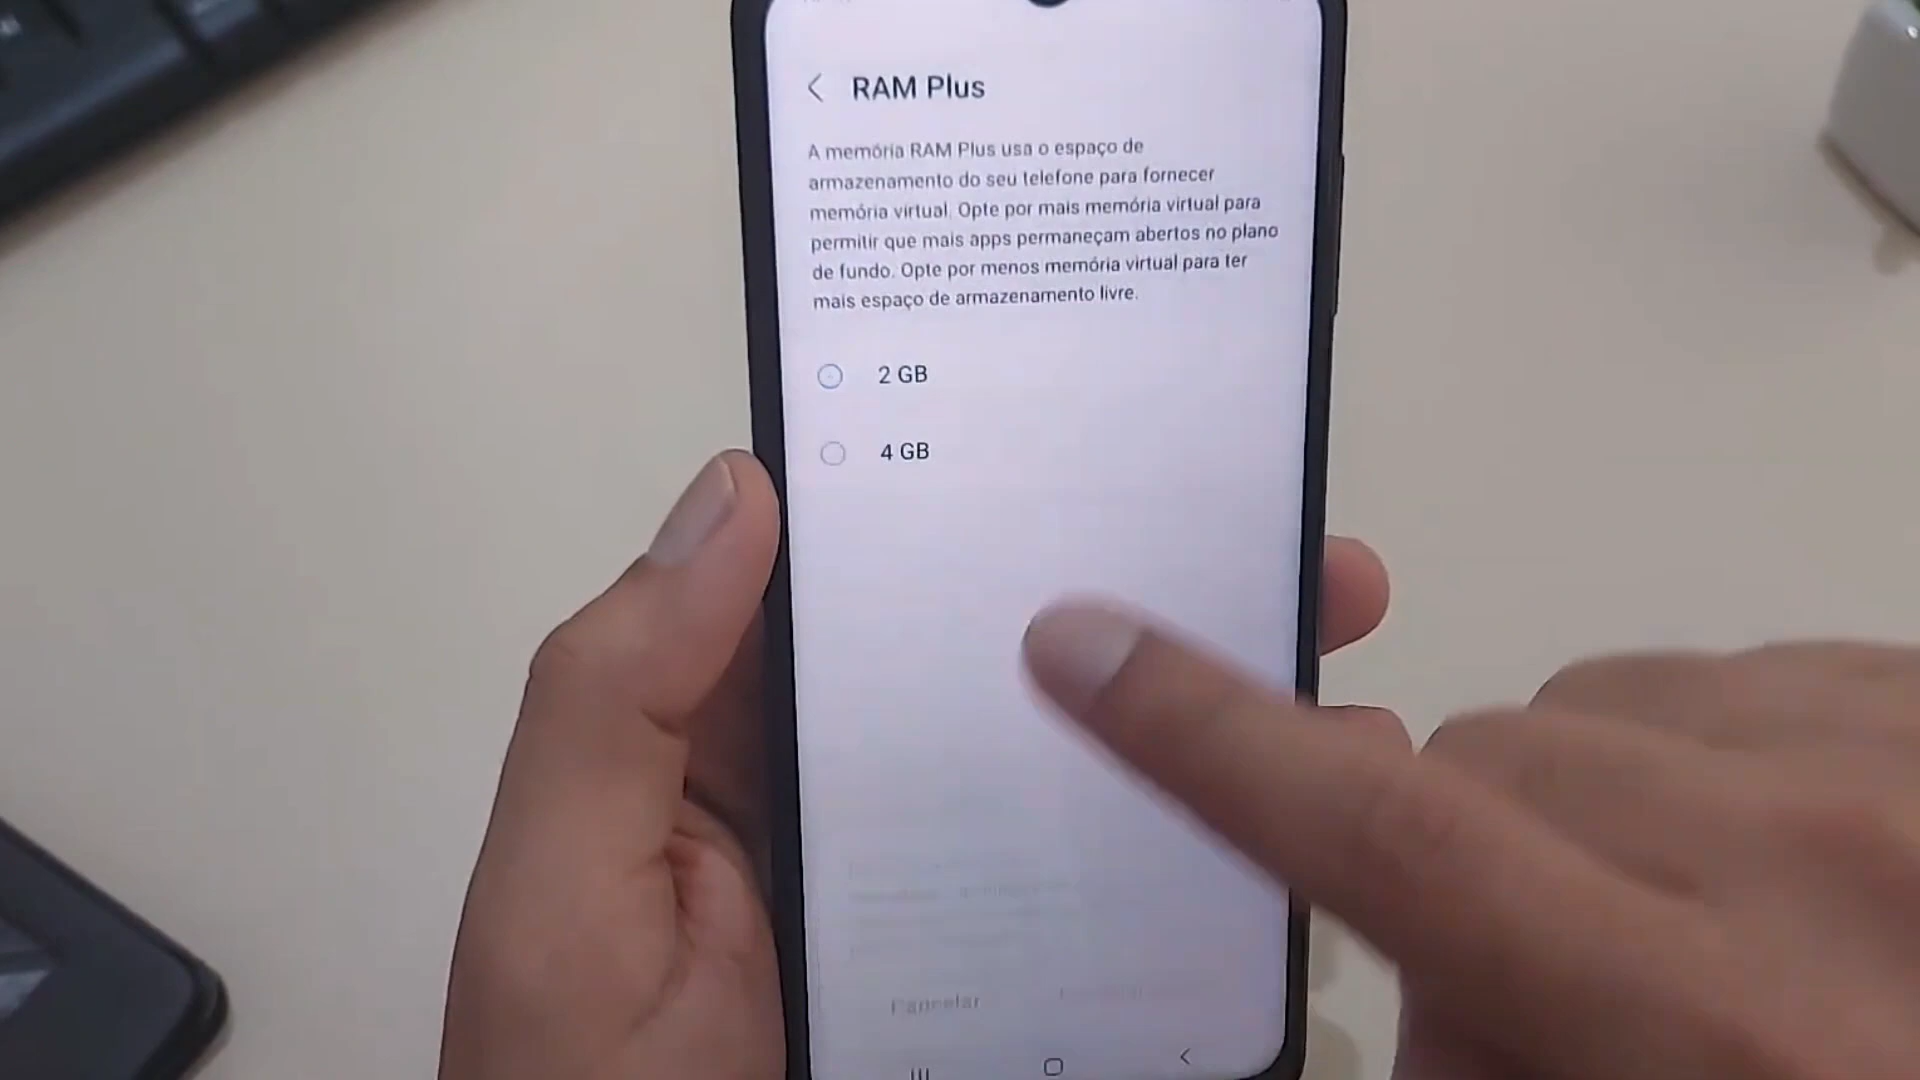 RAM Plus
A memória RAM Plus usa o espaço de
armazenamento do seu telefone para fornecer
memória virtual. Opte por mais memória virtual para
permitir que mais apps permaneçam abertos no plano
de fundo. Opte por menos memória virtual para ter
mais espaço de armazenamento livre.
2 GB
4 GB
Cancelar